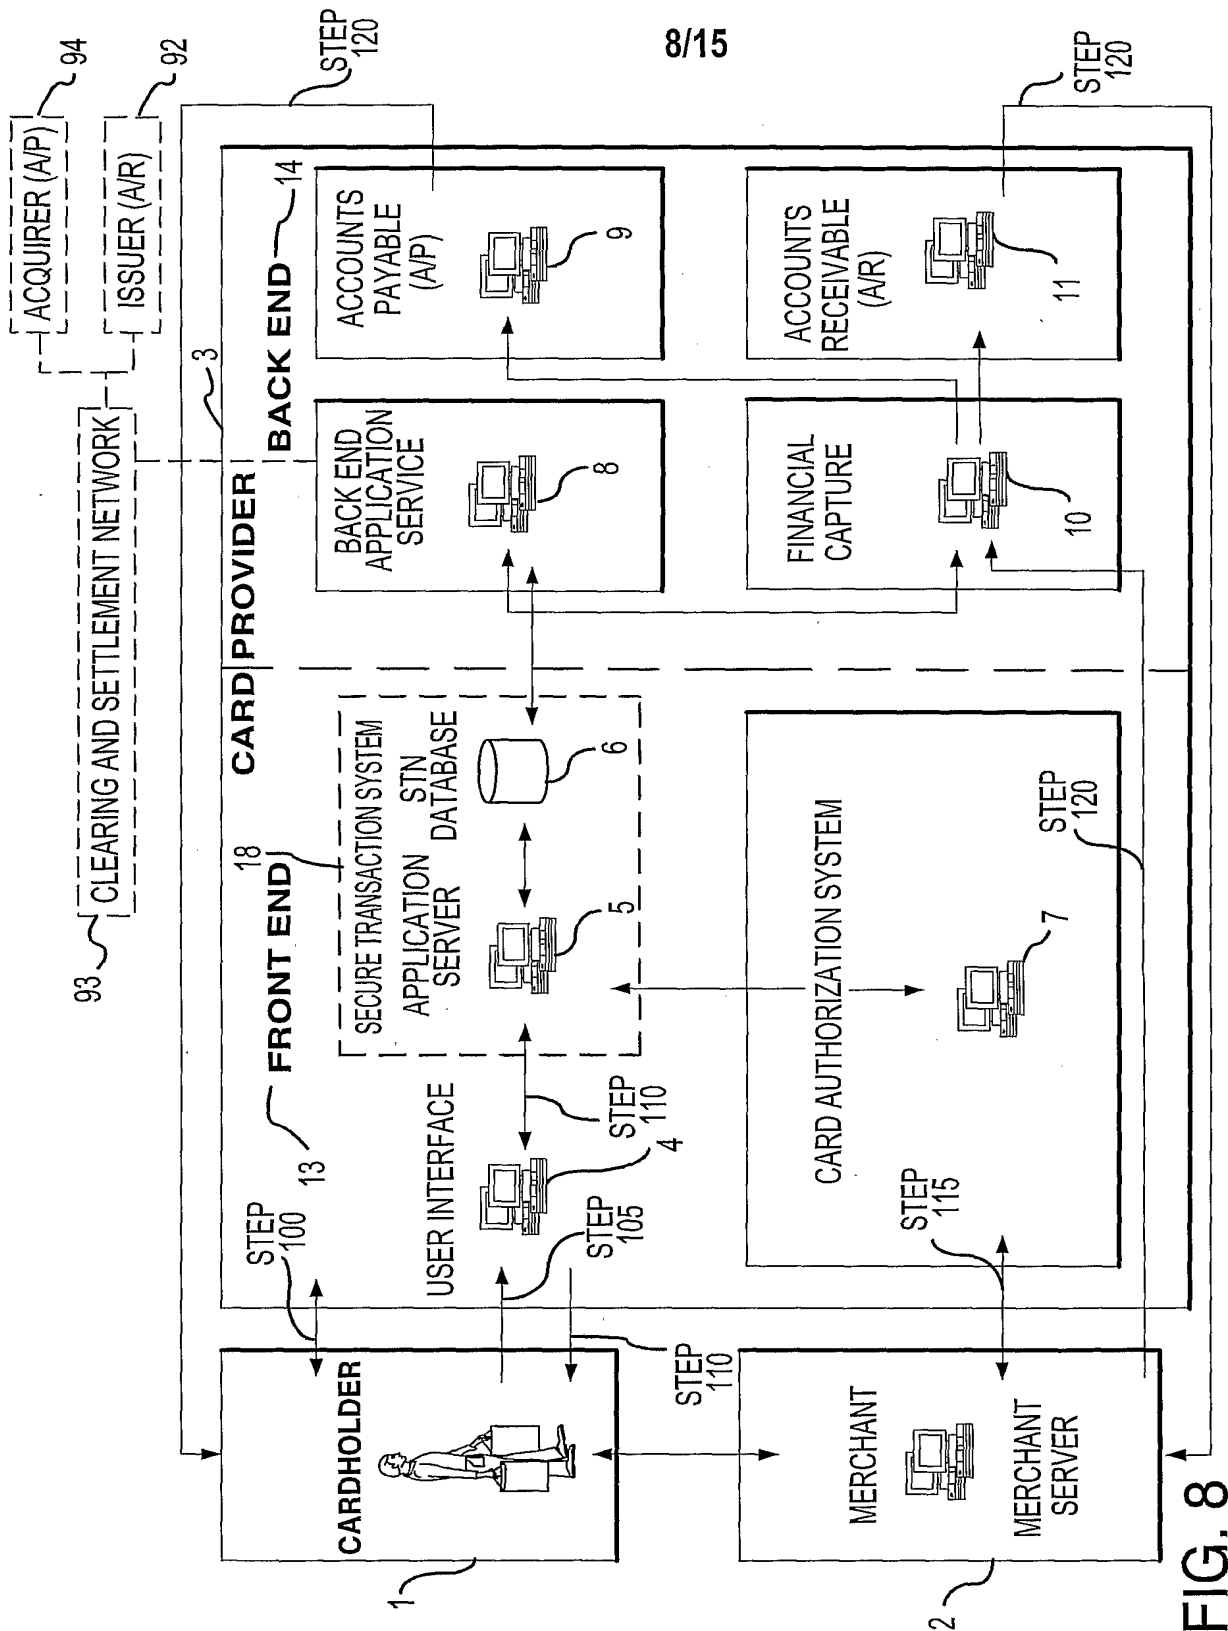 8/15
ACQUIRER (A/P)
94
ISSUER (A/R)
92
93
CLEARING AND SETTLEMENT NETWORK
STEP
120
3
CARD PROVIDER
13
FRONT END
BACK END
14
STEP
100
18
SECURE TRANSACTION SYSTEM
APPLICATION
SERVER
5
STN
DATABASE
6
USER INTERFACE
4
STEP
105
STEP
110
STEP
110
BACK END
APPLICATION
SERVICE
8
ACCOUNTS
PAYABLE
(A/P)
9
CARDHOLDER
1
CARD AUTHORIZATION SYSTEM
7
STEP
115
STEP
120
FINANCIAL
CAPTURE
10
ACCOUNTS
RECEIVABLE
(A/R)
11
STEP
120
MERCHANT
MERCHANT
SERVER
2
FIG. 8